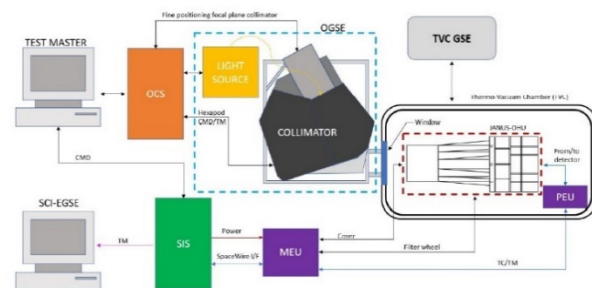 Fine positioning focal plane collimator
OGSE
TEST MASTER
OCS
LIGHT
SOURCE
TVC GSE
Hexapod
CMD/TM
COLLIMATOR
Window
Thermo-Vacuum Chamber (TVC)
JANUS-OHU
From/to
detector
PEU
CMD
SCI-EGSE
TM
SIS
Power
SpaceWire I/F
MEU
Cover
Filter wheel
TC/TM